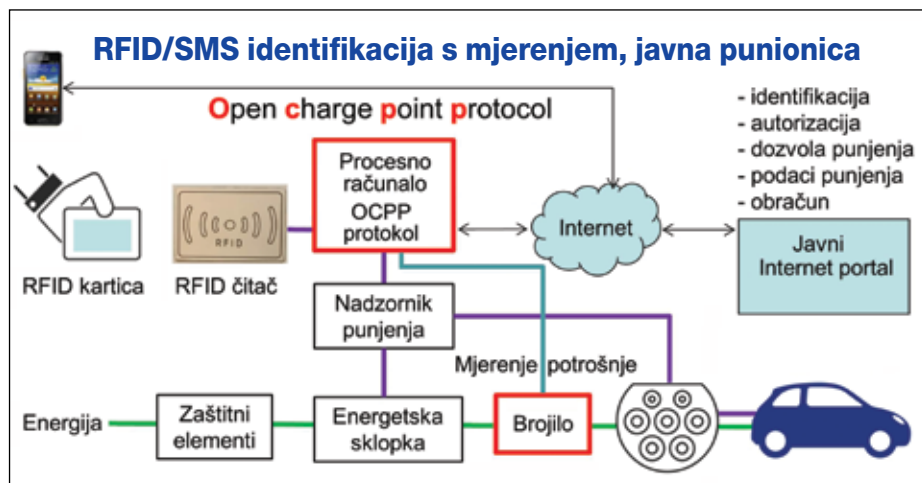 RFID/SMS identifikacija s mjerenjem, javna punionica
Open charge point protocol
- identifikacija
- autorizacija
- dozvola punjenja
- podaci punjenja
- obračun
Procesno
računalo
OCPP
protokol
RFID
Internet
Javni
Internet portal
RFID kartica
RFID čitač
Nadzornik
punjenja
Mjerenje potrošnje
Energija
Zaštitni
elementi
Energetska
sklopka
Brojilo